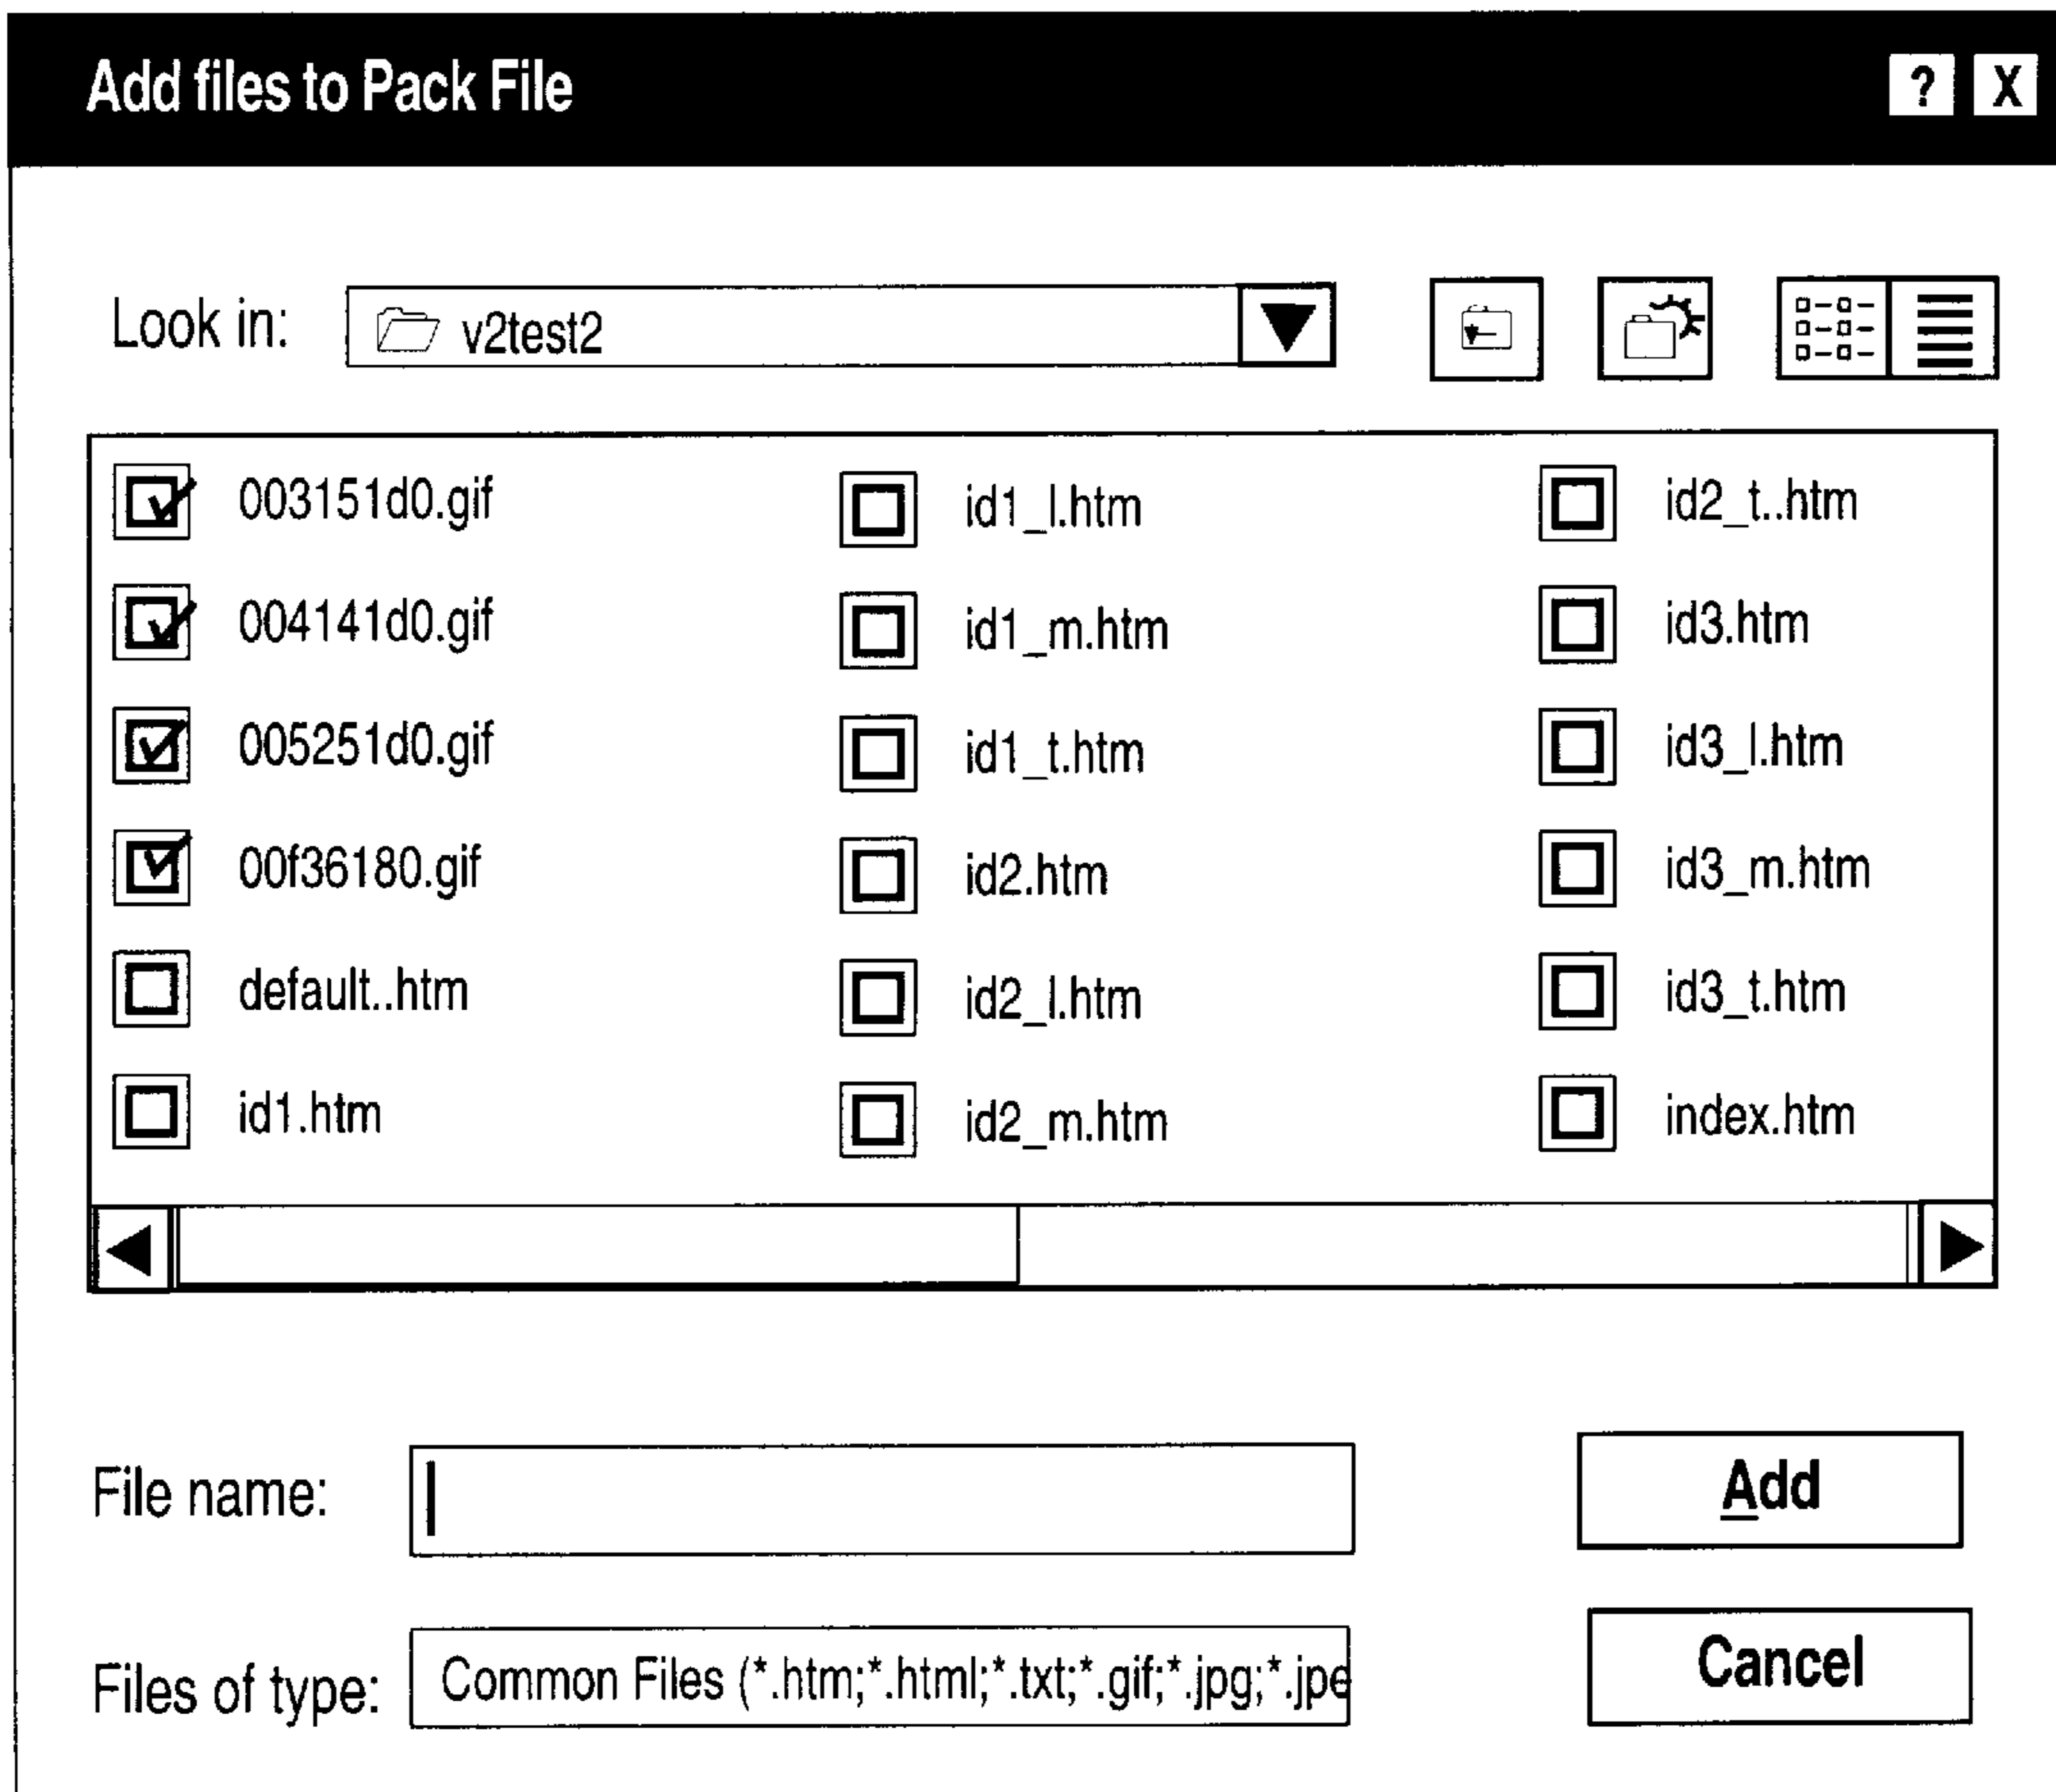 Add files to Pack File ? X
Look in: v2test2
003151d0.gif id1_l.htm id2_t..htm
004141d0.gif id1_m.htm id3.htm
005251d0.gif id1_t.htm id3_l.htm
00f36180.gif id2.htm id3_m.htm
default..htm id2_l.htm id3_t.htm
id1.htm id2_m.htm index.htm
File name: Add
Files of type: Common Files (*.htm;*.html;*.txt;*.gif;*.jpg;*.jpe Cancel